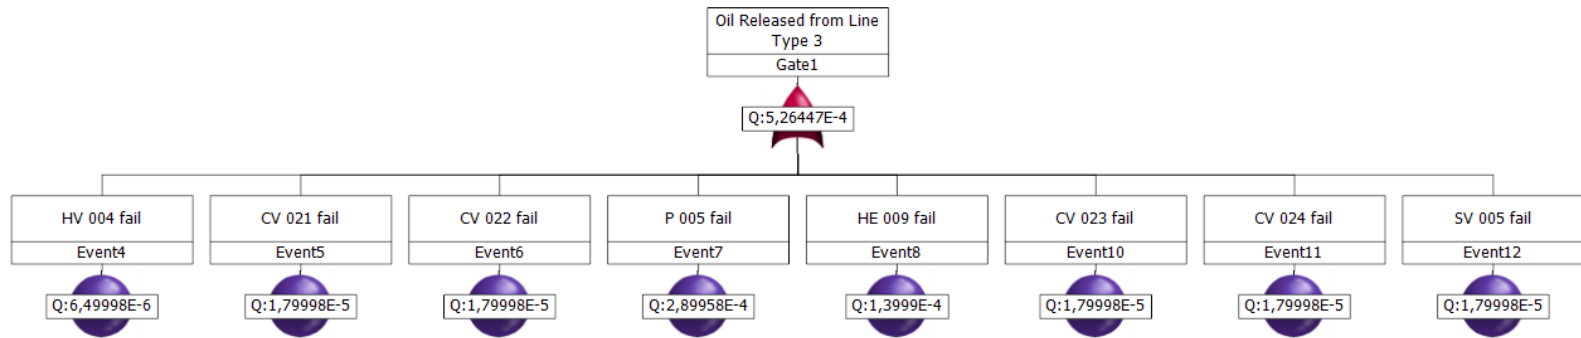 Oil Released from Line
Type 3
Gate1
Q:5,26447E-4
HV 004 fail
Event4
Q:6,49998E-6
CV 021 fail
Event5
Q:1,79998E-5
CV 022 fail
Event6
Q:1,79998E-5
P 005 fail
Event7
Q:2,89958E-4
HE 009 fail
Event8
Q:1,3999E-4
CV 023 fail
Event10
Q:1,79998E-5
CV 024 fail
Event11
Q:1,79998E-5
SV 005 fail
Event12
Q:1,79998E-5